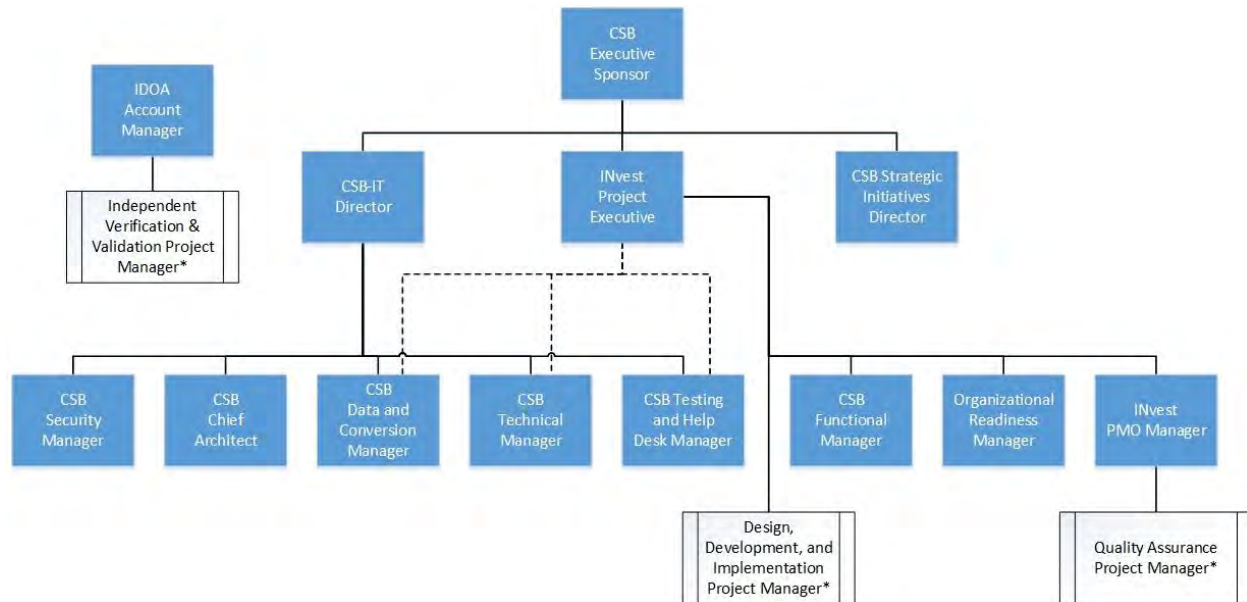 CSB
Executive
Sponsor
IDOA
Account
Manager
Independent
Verification &
Validation Project
Manager*
CSB-IT
Director
INvest
Project
Executive
CSB Strategic
Initiatives
Director
CSB
Security
Manager
CSB
Chief
Architect
CSB
Data and
Conversion
Manager
CSB
Technical
Manager
CSB Testing
and Help
Desk Manager
CSB
Functional
Manager
Organizational
Readiness
Manager
INvest
PMO Manager
Design,
Development, and
Implementation
Project Manager*
Quality Assurance
Project Manager*